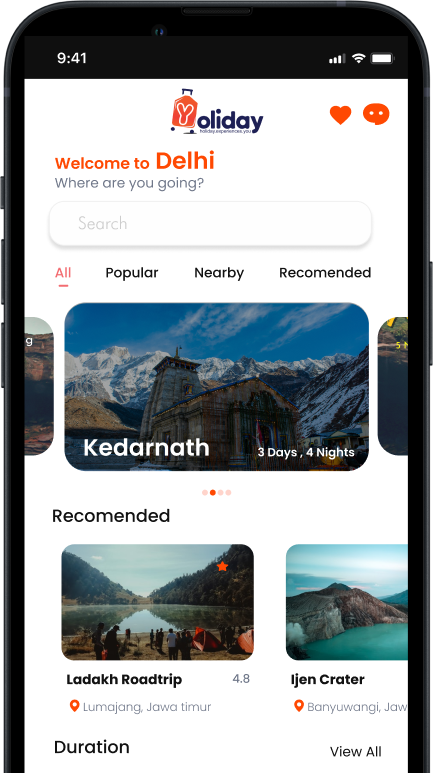 9:41
Yoliday
holiday.experiences.you
Welcome to Delhi
Where are you going?
Search
All Popular Nearby Recomended
g
5 N
Kedarnath
3 Days , 4 Nights
Recomended
Ladakh Roadtrip 4.8
Lumajang, Jawa timur
Ijen Crater
Banyuwangi, Jaw
Duration
View All